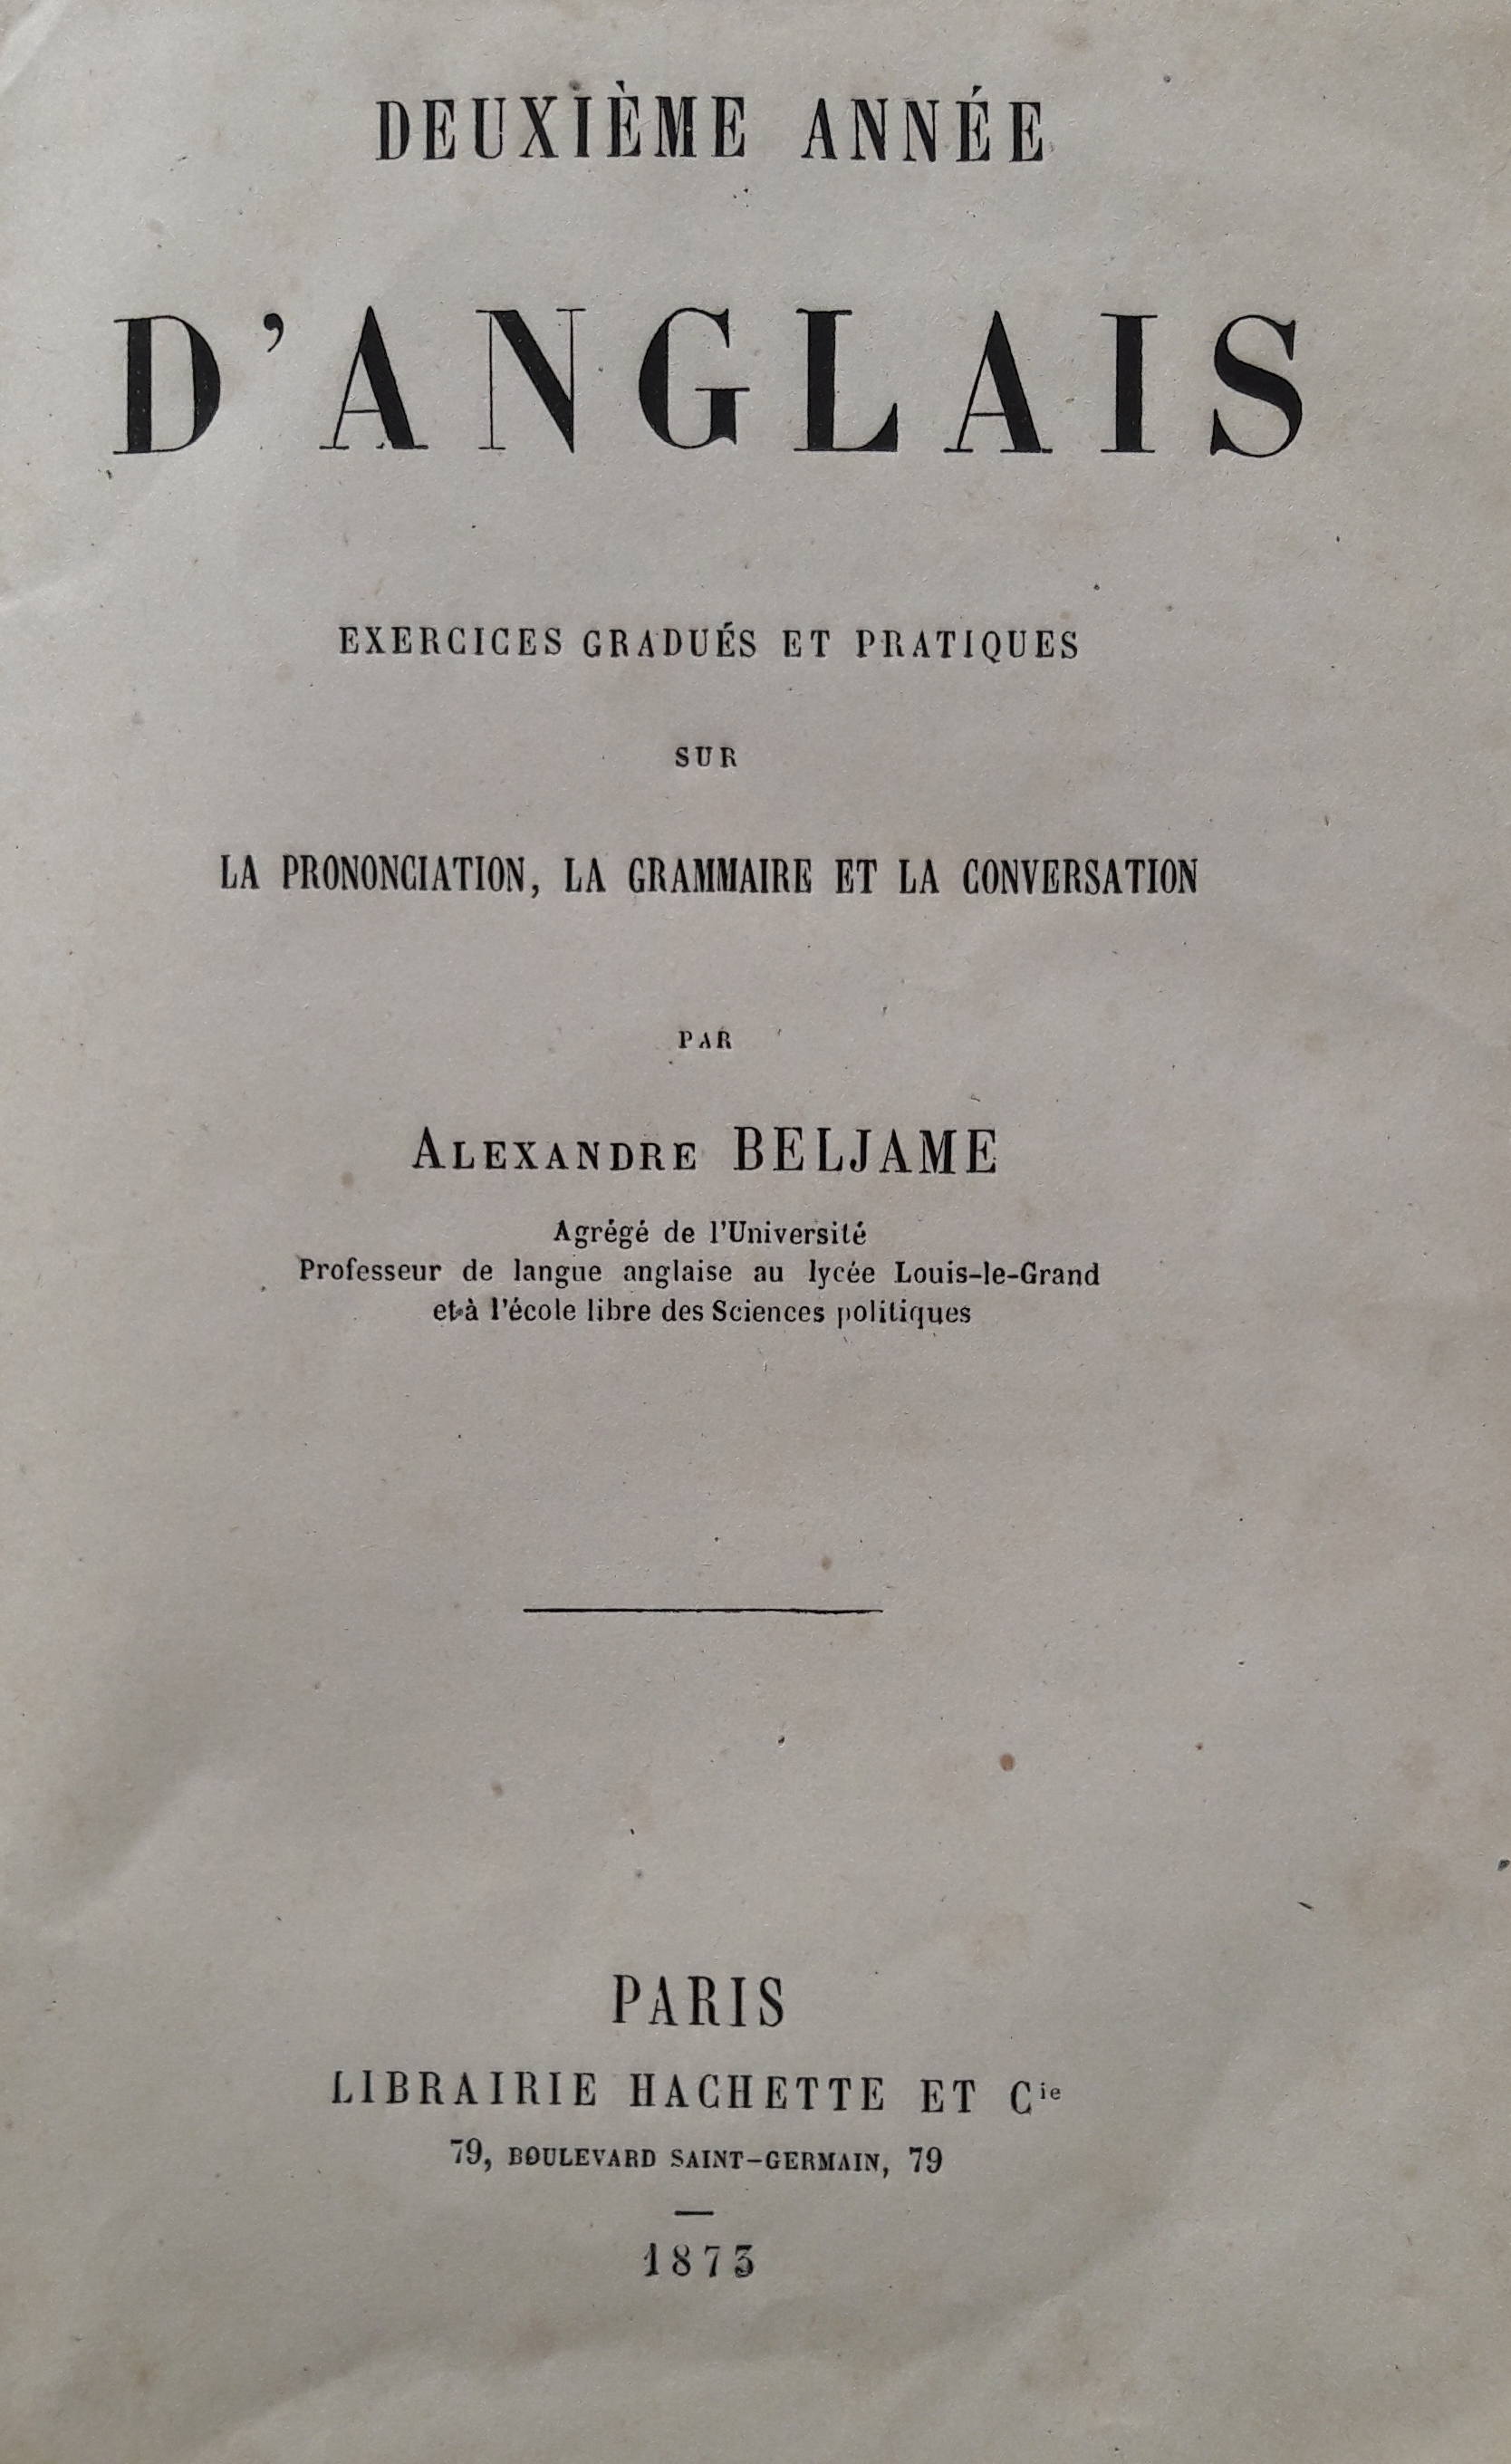 DEUXIÈME ANNÉE
D'ANGLAIS
EXERCICES GRADUÉS ET PRATIQUES
SUR
LA PRONONCIATION, LA GRAMMAIRE ET LA CONVERSATION
PAR
ALEXANDRE BELJAME
Agrégé de l'Université
Professeur de langue anglaise au lycée Louis-le-Grand
et à l'école libre des Sciences politiques
PARIS
LIBRAIRIE HACHETTE ET Cie
79, BOULEVARD SAINT-GERMAIN, 79
1873